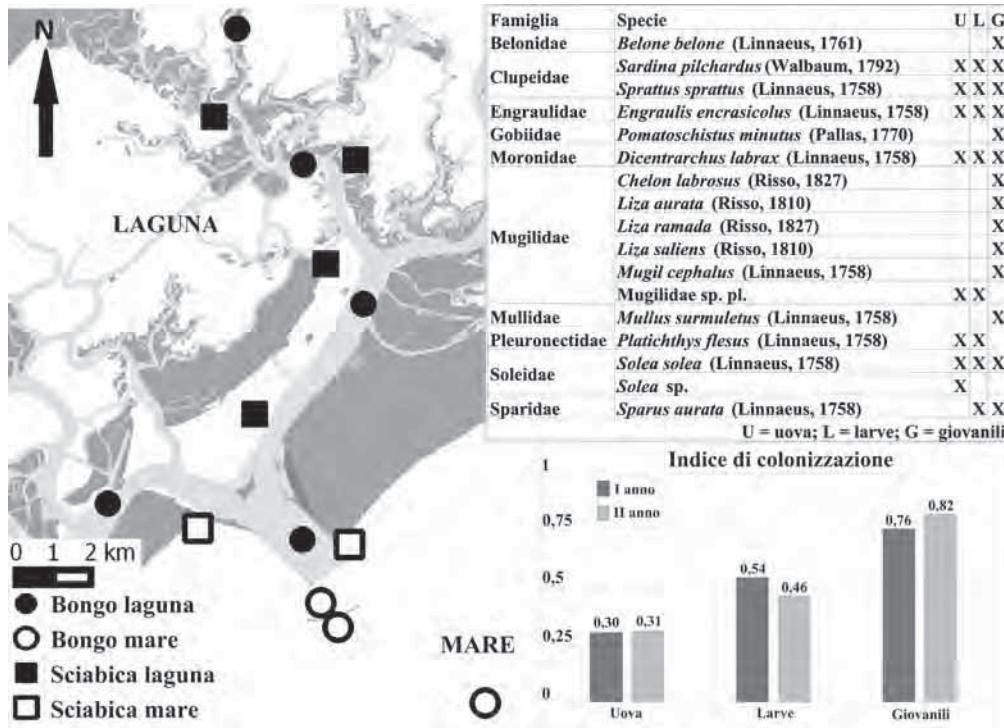 N
LAGUNA
0 1 2 km
Bongo laguna
Bongo mare
Sciabica laguna
Sciabica mare
MARE
Famiglia Specie U L G
Belonidae Belone belone (Linnaeus, 1761) X
Clupeidae Sardina pilchardus (Walbaum, 1792) X X X
Sprattus sprattus (Linnaeus, 1758) X X X
Engraulidae Engraulis encrasicolus (Linnaeus, 1758) X X X
Gobiidae Pomatoschistus minutus (Pallas, 1770) X
Moronidae Dicentrarchus labrax (Linnaeus, 1758) X X X
Mugilidae Chelon labrosus (Risso, 1827) X
Liza aurata (Risso, 1810) X
Liza ramada (Risso, 1827) X
Liza saliens (Risso, 1810) X
Mugil cephalus (Linnaeus, 1758) X
Mugilidae sp. pl. X X
Mullidae Mullus surmuletus (Linnaeus, 1758) X
Pleuronectidae Platichthys flesus (Linnaeus, 1758) X X
Soleidae Solea solea (Linnaeus, 1758) X X X
Solea sp. X
Sparidae Sparus aurata (Linnaeus, 1758) X X
U = uova; L = larve; G = giovanili
Indice di colonizzazione
1
0,75
0,5
0,25
0
I anno
II anno
0,30 0,31
0,54 0,46
0,76 0,82
Uova Larve Giovanili